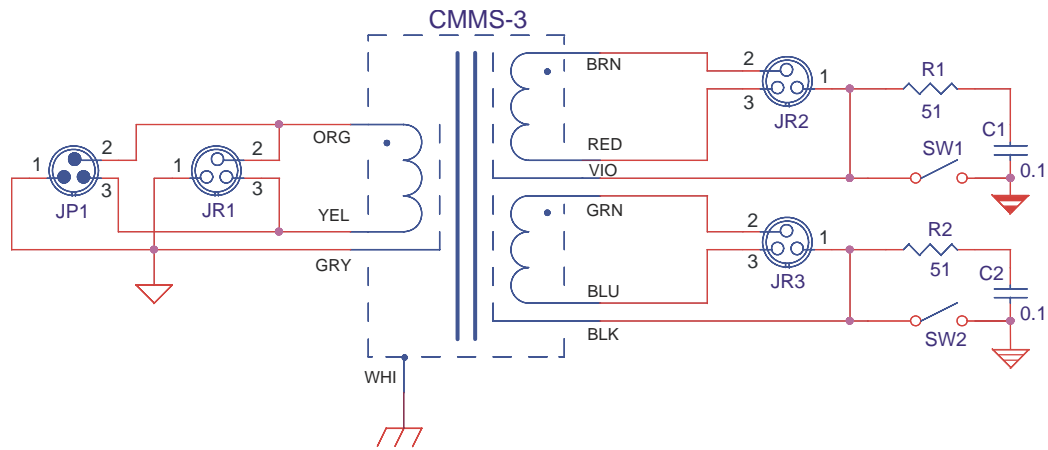 CMMS-3
BRN
2
3
1
JR2
R1
51
C1
0.1
RED
VIO
SW1
ORG
1
2
3
JP1
2
3
JR1
YEL
GRY
GRN
2
3
1
JR3
R2
51
C2
0.1
BLU
BLK
SW2
WHI